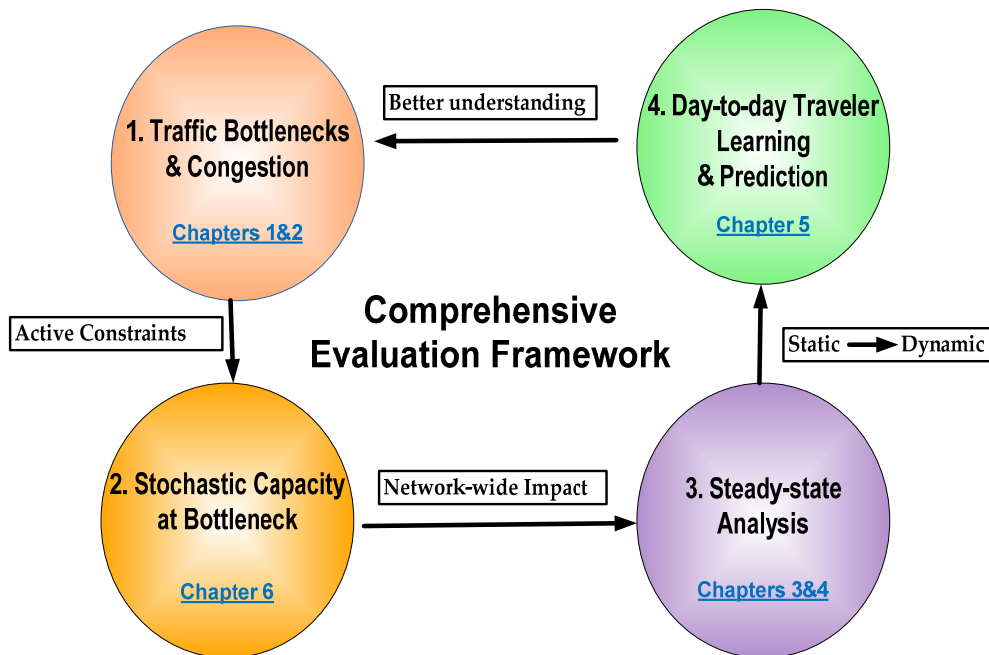 1. Traffic Bottlenecks
& Congestion
Chapters 1&2
Better understanding
4. Day-to-day Traveler
Learning
& Prediction
Chapter 5
Active Constraints
Comprehensive
Evaluation Framework
Static
Dynamic
2. Stochastic Capacity
at Bottleneck
Chapter 6
Network-wide Impact
3. Steady-state
Analysis
Chapters 3&4